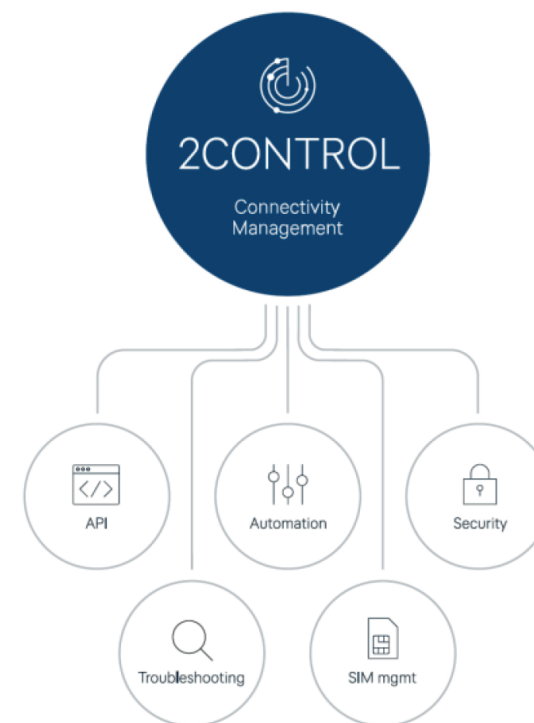 2CONTROL
Connectivity
Management
</>
API
Automation
Security
Troubleshooting
SIM mgmt